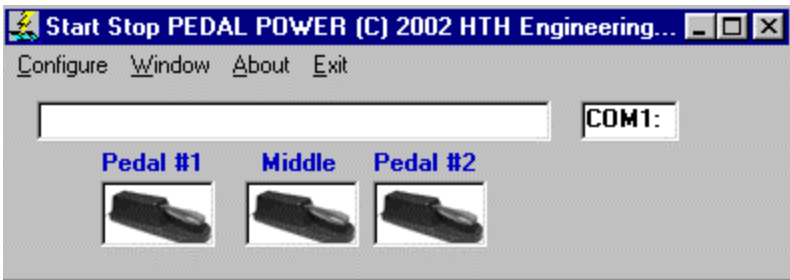 Start Stop PEDAL POWER (C) 2002 HTH Engineering...
Configure Window About Exit
COM1:
Pedal #1 Middle Pedal #2